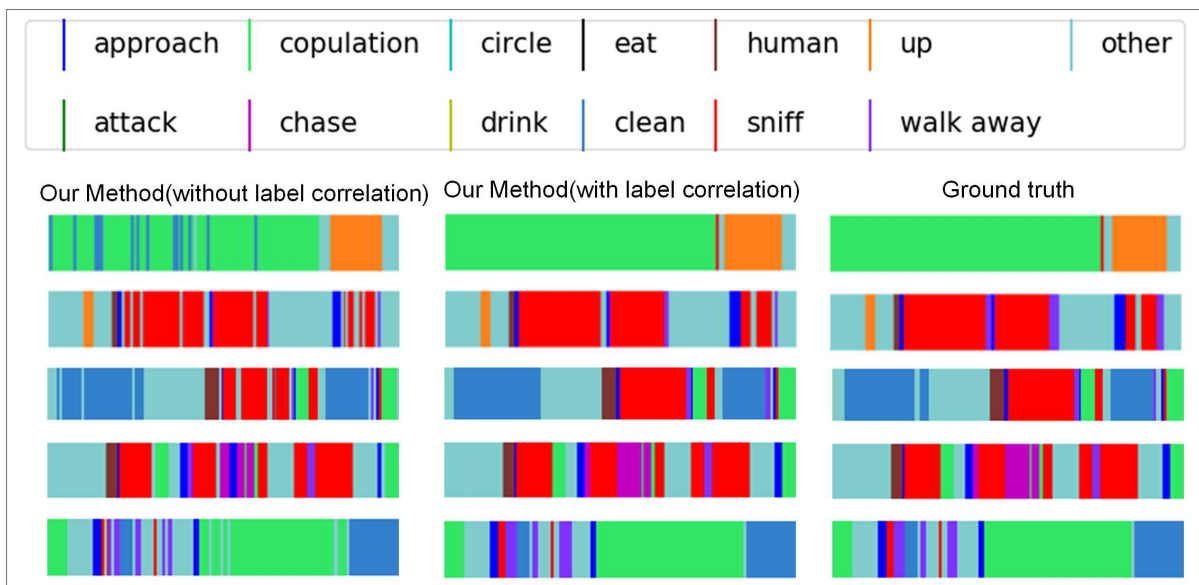 approach copulation circle eat human up other
attack chase drink clean sniff walk away
Our Method(without label correlation) Our Method(with label correlation) Ground truth